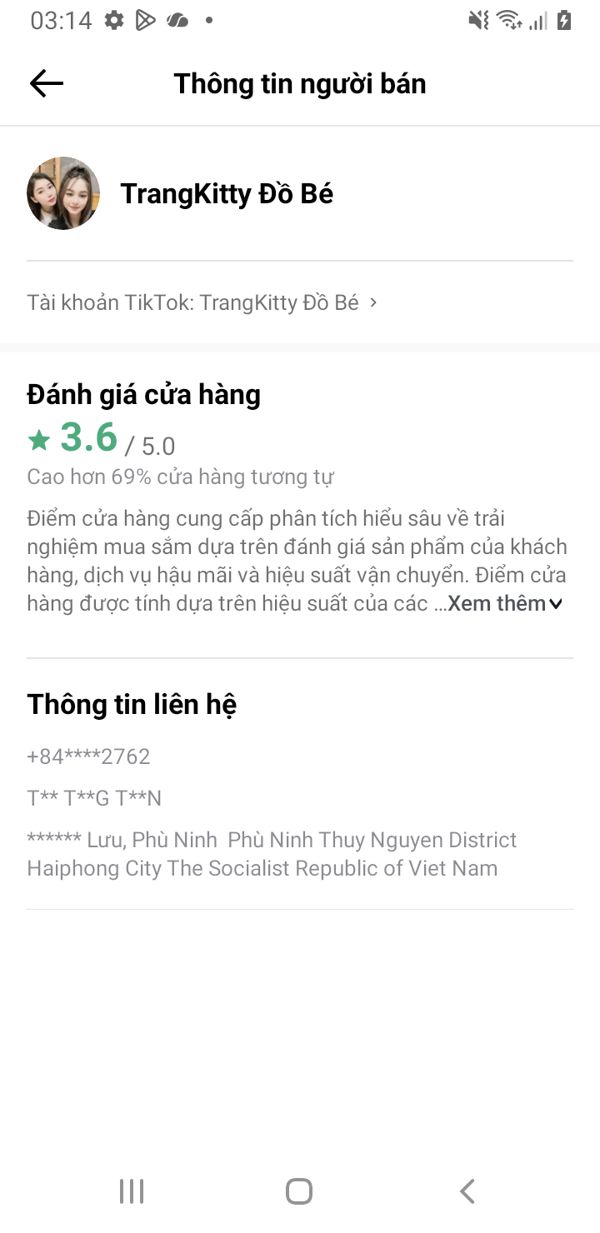 03:14
Thông tin người bán
TrangKitty Đồ Bé
Tài khoản TikTok: TrangKitty Đồ Bé >
Đánh giá cửa hàng
3.6 / 5.0
Cao hơn 69% cửa hàng tương tự
Điểm cửa hàng cung cấp phân tích hiểu sâu về trải
nghiệm mua sắm dựa trên đánh giá sản phẩm của khách
hàng, dịch vụ hậu mãi và hiệu suất vận chuyển. Điểm cửa
hàng được tính dựa trên hiệu suất của các ...Xem thêm
Thông tin liên hệ
+84****2762
T** T**G T**N
****** Lưu, Phù Ninh  Phù Ninh Thuy Nguyen District
Haiphong City The Socialist Republic of Viet Nam